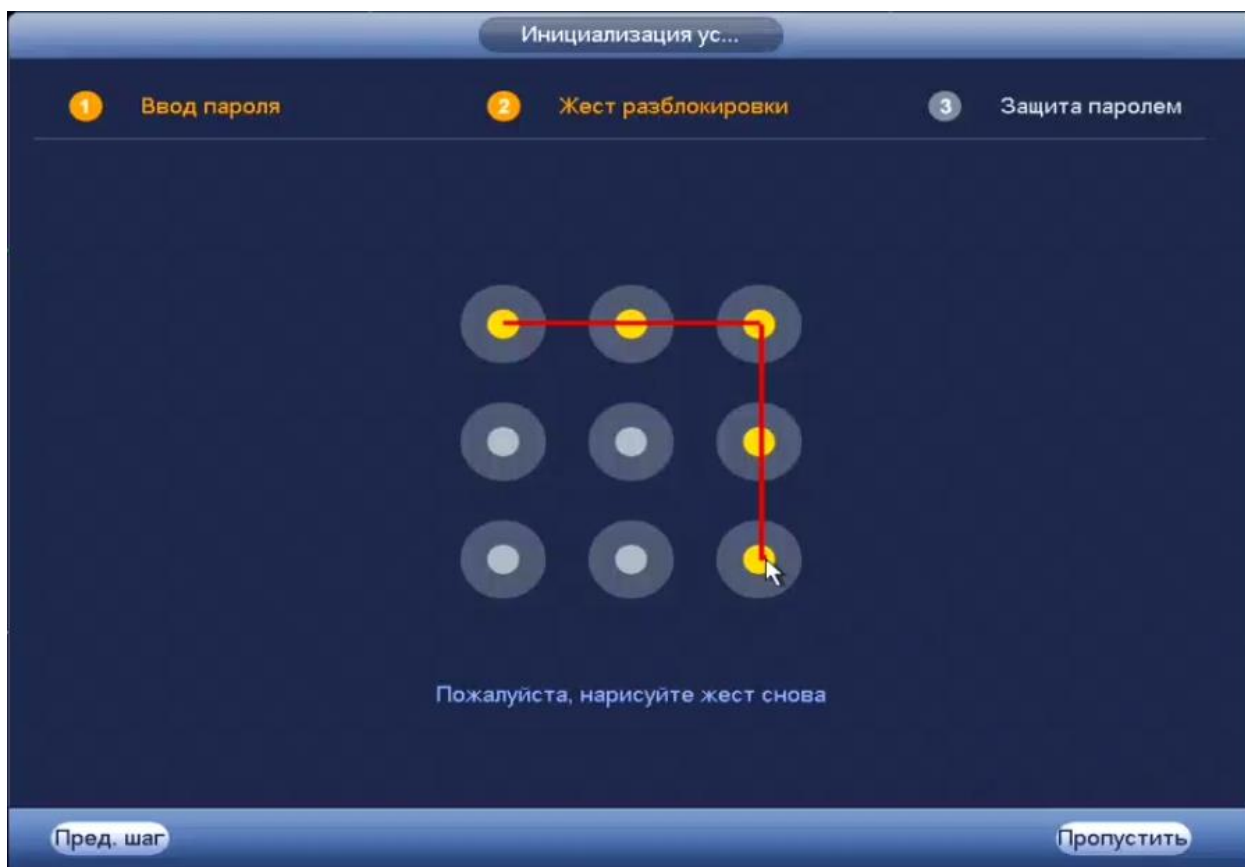 Инициализация ус...
1 Ввод пароля 2 Жест разблокировки 3 Защита паролем
Пожалуйста, нарисуйте жест снова
Пред. шаг Пропустить